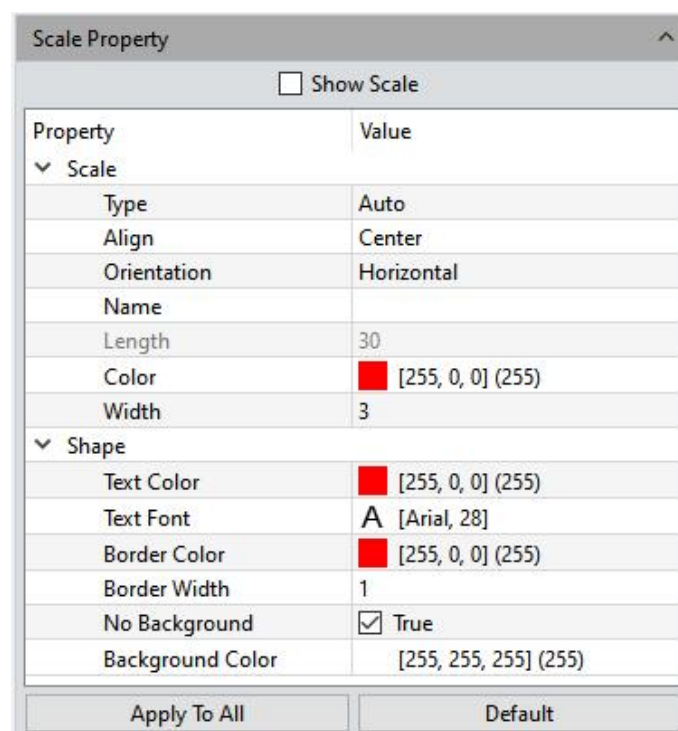 Scale Property
Show Scale
Property Value
Scale
Type Auto
Align Center
Orientation Horizontal
Name
Length 30
Color [255, 0, 0] (255)
Width 3
Shape
Text Color [255, 0, 0] (255)
Text Font A [Arial, 28]
Border Color [255, 0, 0] (255)
Border Width 1
No Background True
Background Color [255, 255, 255] (255)
Apply To All Default